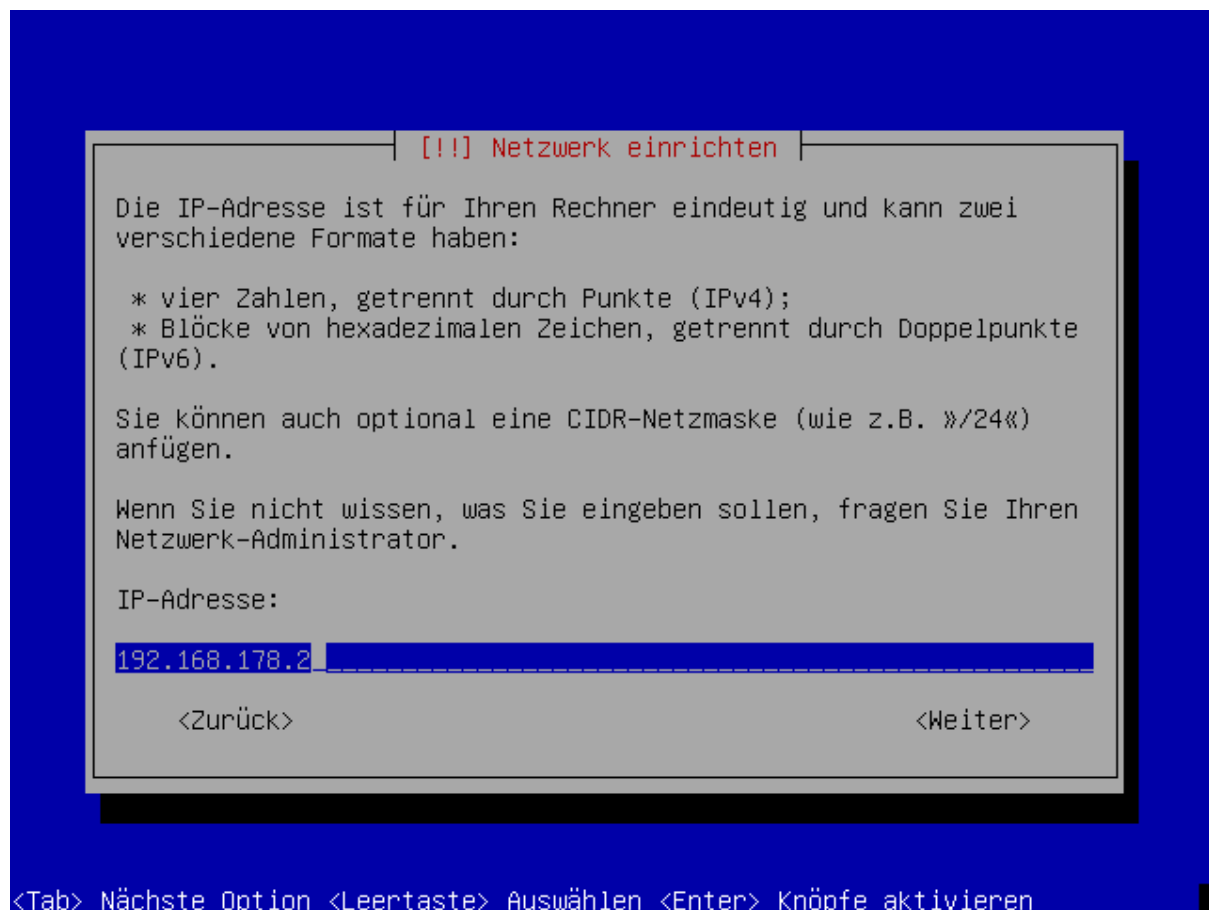 [!!] Netzwerk einrichten
Die IP-Adresse ist für Ihren Rechner eindeutig und kann zwei
verschiedene Formate haben:
* vier Zahlen, getrennt durch Punkte (IPv4);
* Blöcke von hexadezimalen Zeichen, getrennt durch Doppelpunkte
(IPv6).
Sie können auch optional eine CIDR-Netzmaske (wie z.B. »/24«)
anfügen.
Wenn Sie nicht wissen, was Sie eingeben sollen, fragen Sie Ihren
Netzwerk-Administrator.
IP-Adresse:
192.168.178.2
<Zurück> <Weiter>
<Tab> Nächste Option <Leertaste> Auswählen <Enter> Knöpfe aktivieren